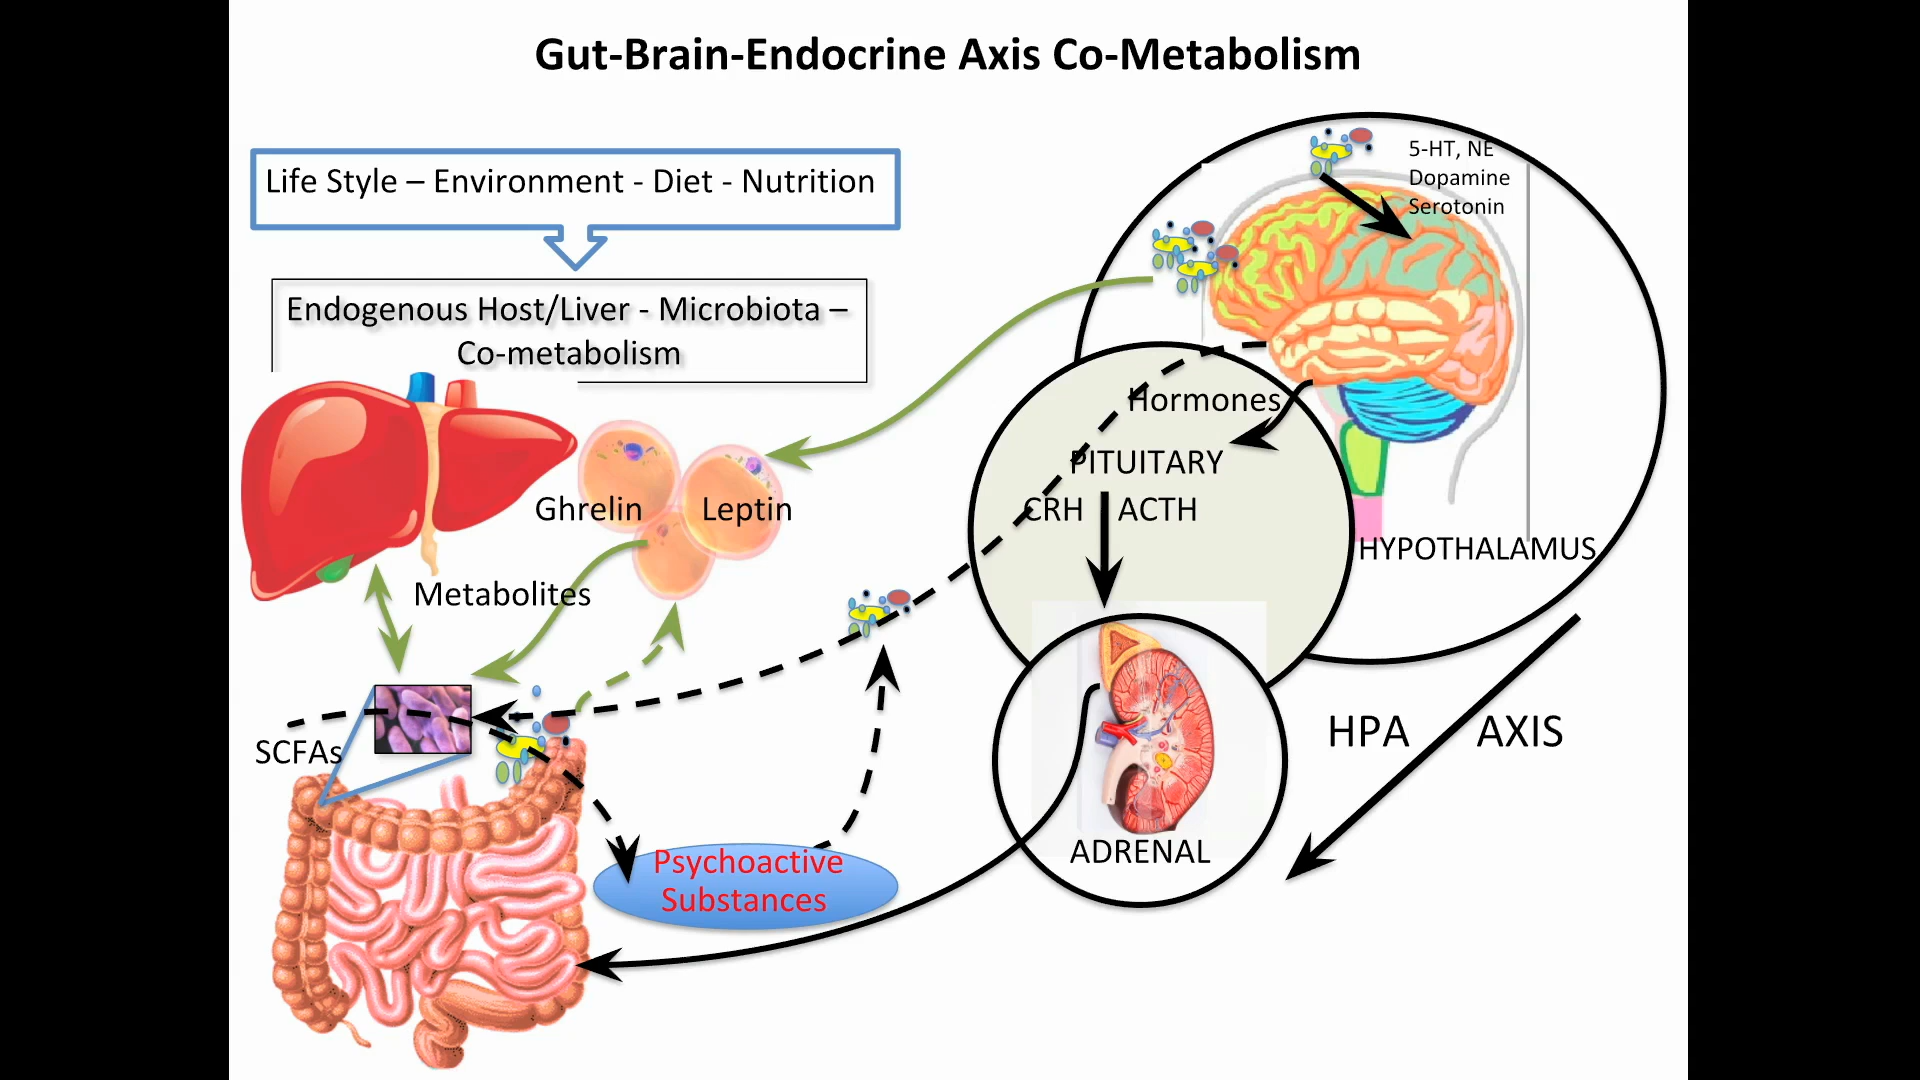 Gut-Brain-Endocrine Axis Co-Metabolism
Life Style – Environment - Diet - Nutrition
Endogenous Host/Liver - Microbiota –
Co-metabolism
5-HT, NE
Dopamine
Serotonin
Hormones
PITUITARY
CRH
ACTH
Ghrelin
Leptin
HYPOTHALAMUS
Metabolites
HPA AXIS
SCFAs
ADRENAL
Psychoactive
Substances